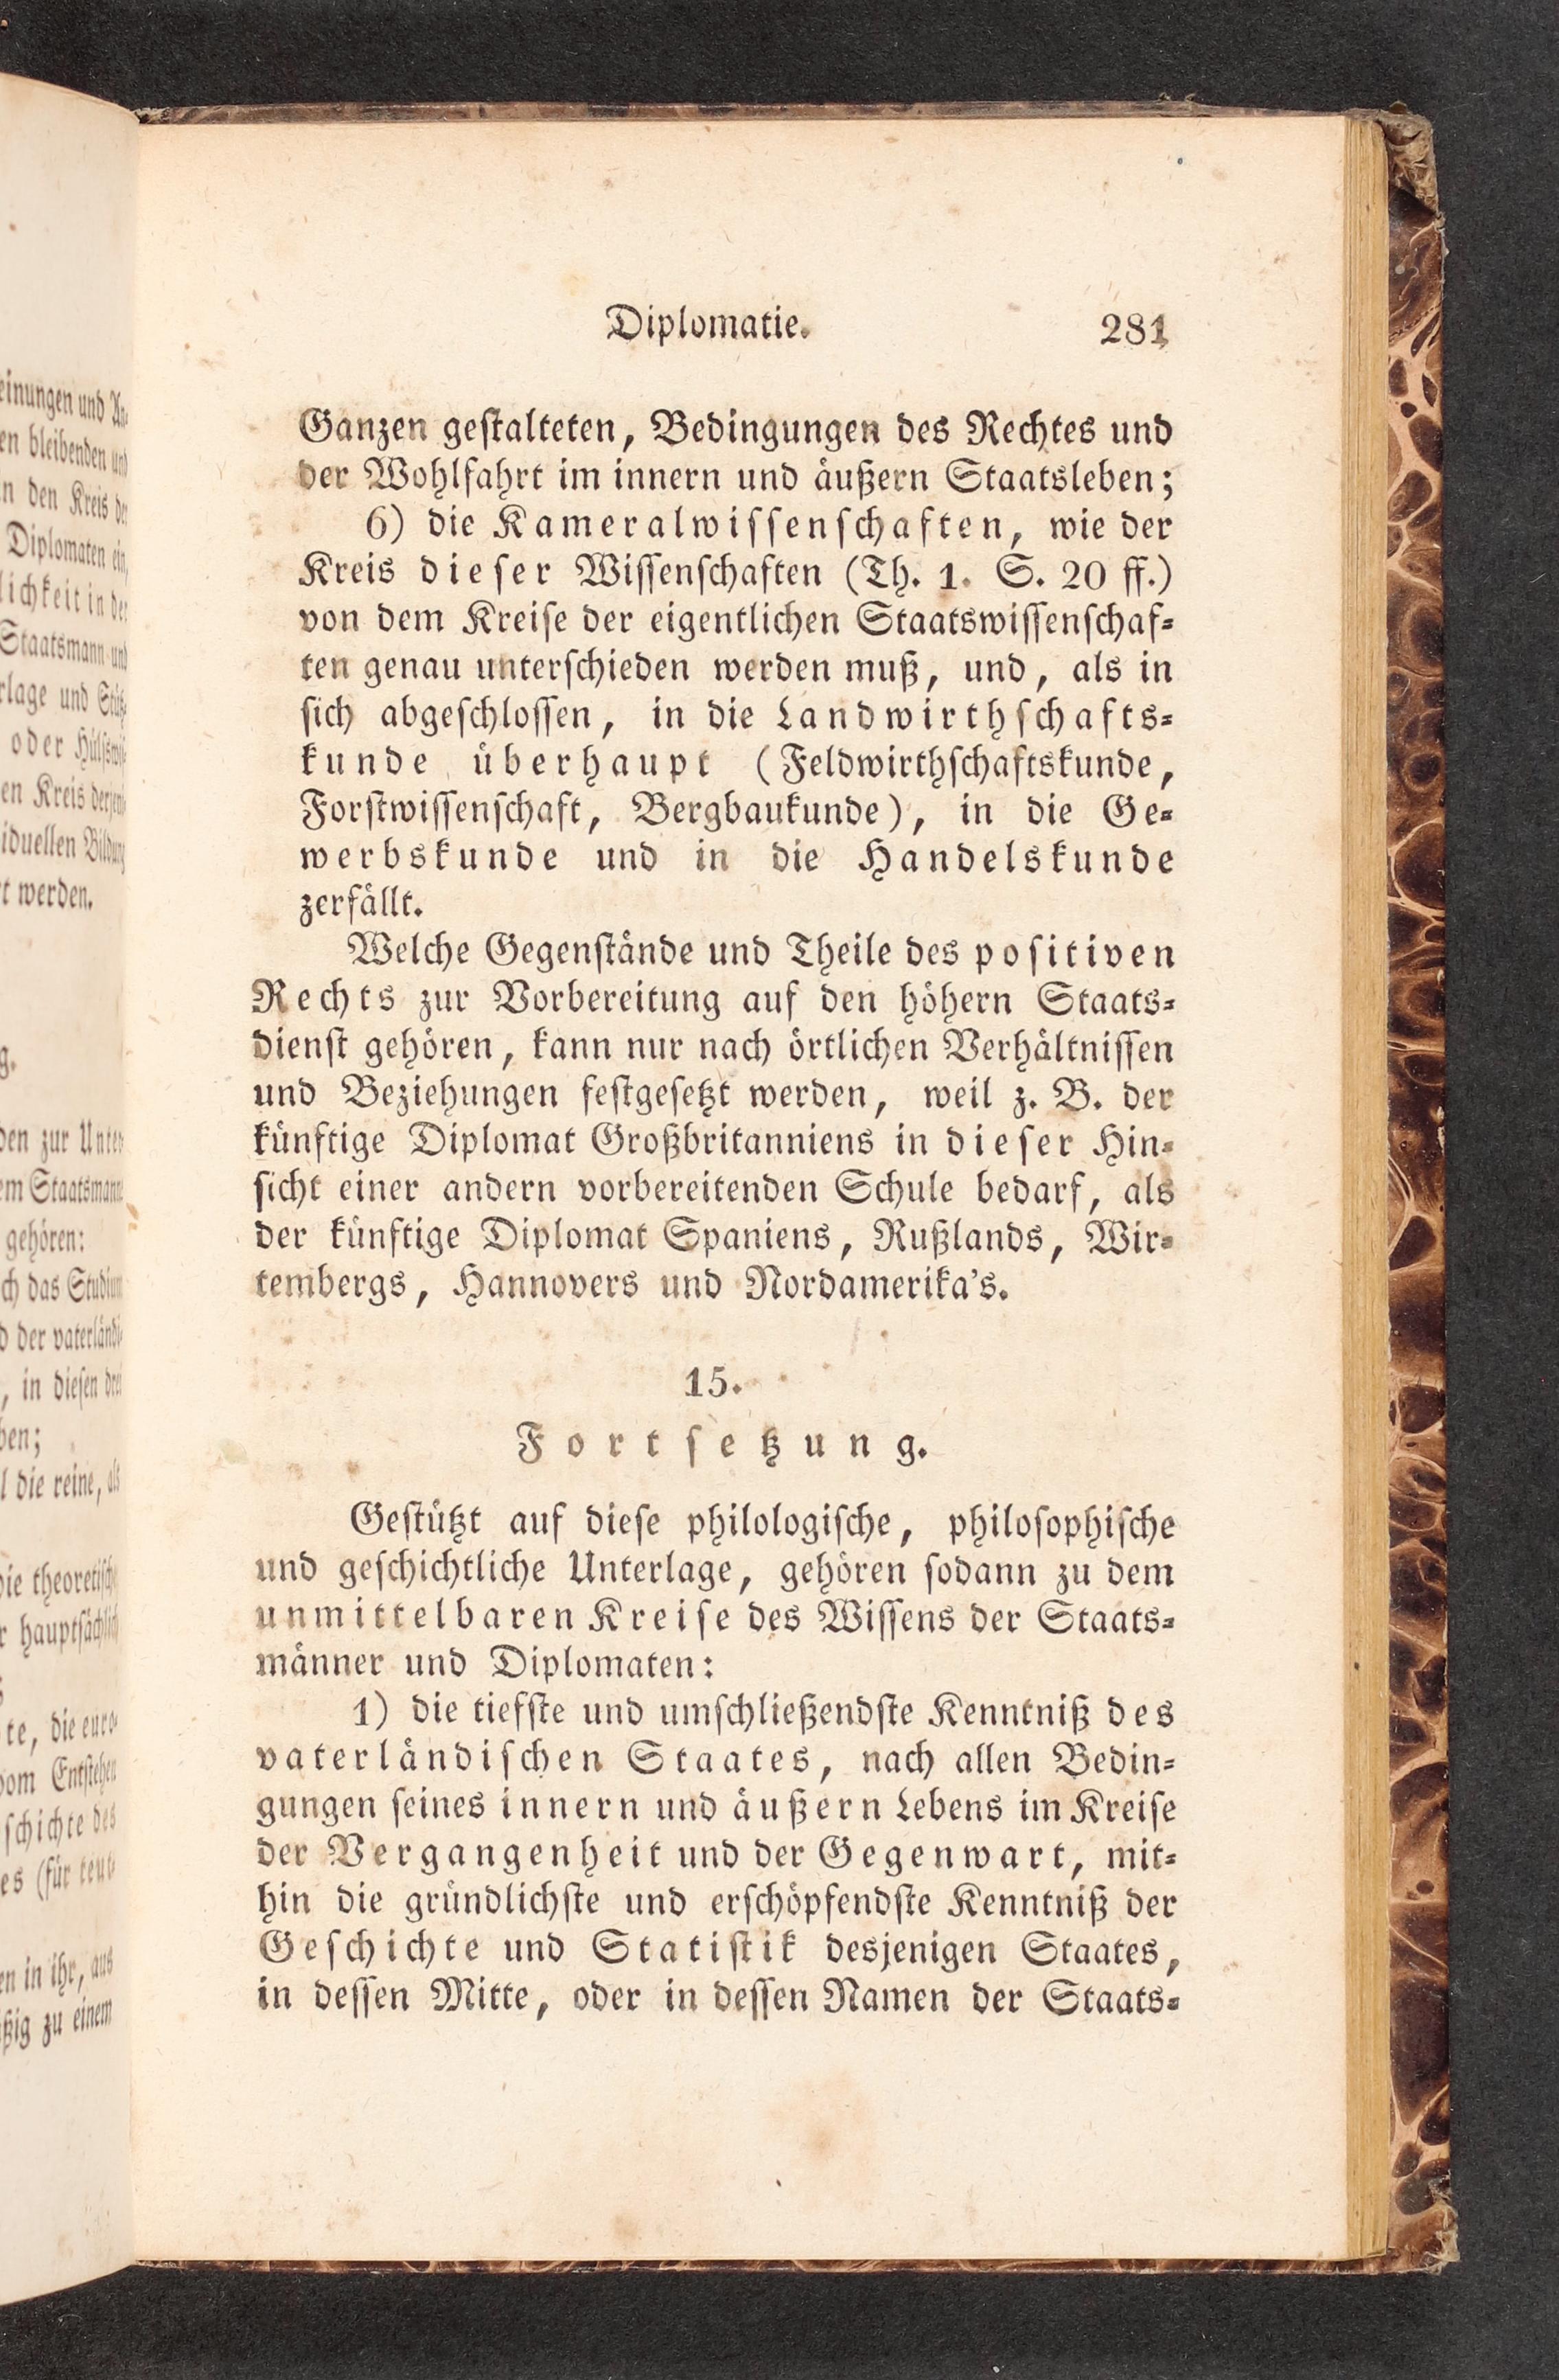 Diplomatie. 281
Ganzen gestalteten, Bedingungen des Rechtes und
der Wohlfahrt im innern und äußern Staatsleben;
6) die Kameralwissenschaften, wie der
Kreis dieser Wissenschaften (Th. 1. S. 20 ff.)
von dem Kreise der eigentlichen Staatswissenschaf-
ten genau unterschieden werden muß, und, als in
sich abgeschlossen, in die Landwirthschafts-
kunde überhaupt (Feldwirthschaftskunde,
Forstwissenschaft, Bergbaukunde), in die Ge-
werbskunde und in die Handelskunde
zerfällt.
Welche Gegenstände und Theile des positiven
Rechts zur Vorbereitung auf den höhern Staats-
dienst gehören, kann nur nach örtlichen Verhältnissen
und Beziehungen festgesetzt werden, weil z. B. der
künftige Diplomat Großbritanniens in dieser Hin-
sicht einer andern vorbereitenden Schule bedarf, als
der künftige Diplomat Spaniens, Rußlands, Wir-
tembergs, Hannovers und Nordamerika's.
15.
Fortsetzung.
Gestützt auf diese philologische, philosophische
und geschichtliche Unterlage, gehören sodann zu dem
unmittelbaren Kreise des Wissens der Staats-
männer und Diplomaten:
1) die tiefste und umschließendste Kenntniß des
vaterländischen Staates, nach allen Bedin-
gungen seines innern und äußern Lebens im Kreise
der Vergangenheit und der Gegenwart, mit-
hin die gründlichste und erschöpfendste Kenntniß der
Geschichte und Statistik desjenigen Staates,
in dessen Mitte, oder in dessen Namen der Staats-